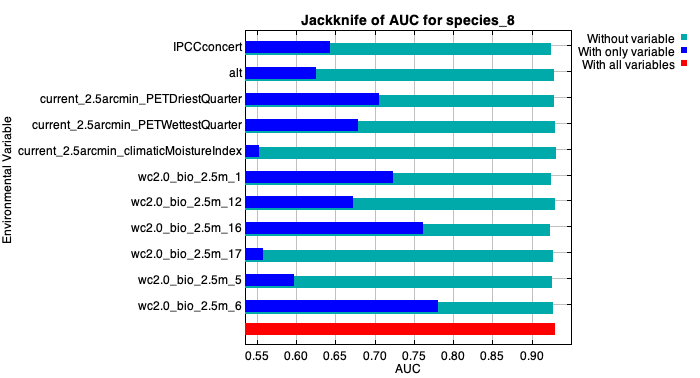 Jackknife of AUC for species_8
Without variable
With only variable
With all variables
Environmental Variable
IPCCconcert
alt
current_2.5arcmin_PETDriestQuarter
current_2.5arcmin_PETWettestQuarter
current_2.5arcmin_climaticMoistureIndex
wc2.0_bio_2.5m_1
wc2.0_bio_2.5m_12
wc2.0_bio_2.5m_16
wc2.0_bio_2.5m_17
wc2.0_bio_2.5m_5
wc2.0_bio_2.5m_6
0.55 0.60 0.65 0.70 0.75 0.80 0.85 0.90
AUC